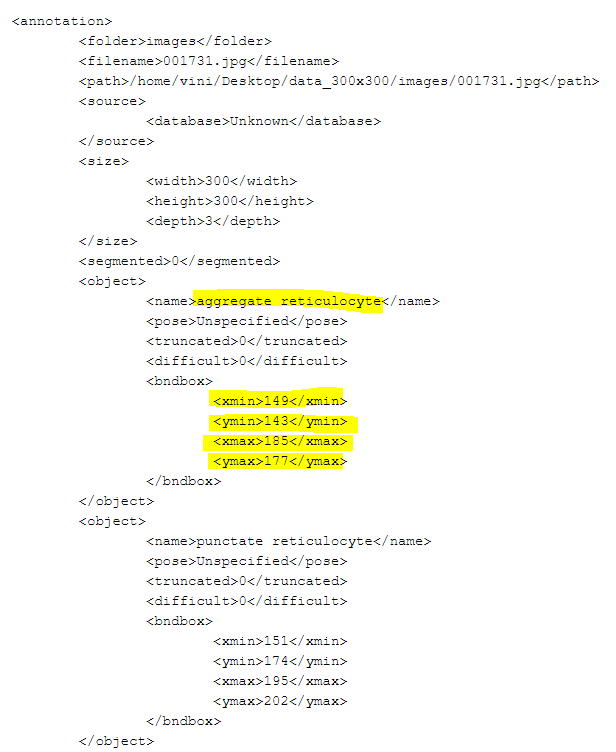 <annotation>
<folder>images</folder>
<filename>001731.jpg</filename>
<path>/home/vini/Desktop/data_300x300/images/001731.jpg</path>
<source>
<database>Unknown</database>
</source>
<size>
<width>300</width>
<height>300</height>
<depth>3</depth>
</size>
<segmented>0</segmented>
<object>
<name>aggregate reticulocyte</name>
<pose>Unspecified</pose>
<truncated>0</truncated>
<difficult>0</difficult>
<bndbox>
<xmin>149</xmin>
<ymin>143</ymin>
<xmax>185</xmax>
<ymax>177</ymax>
</bndbox>
</object>
<object>
<name>punctate reticulocyte</name>
<pose>Unspecified</pose>
<truncated>0</truncated>
<difficult>0</difficult>
<bndbox>
<xmin>151</xmin>
<ymin>174</ymin>
<xmax>195</xmax>
<ymax>202</ymax>
</bndbox>
</object>